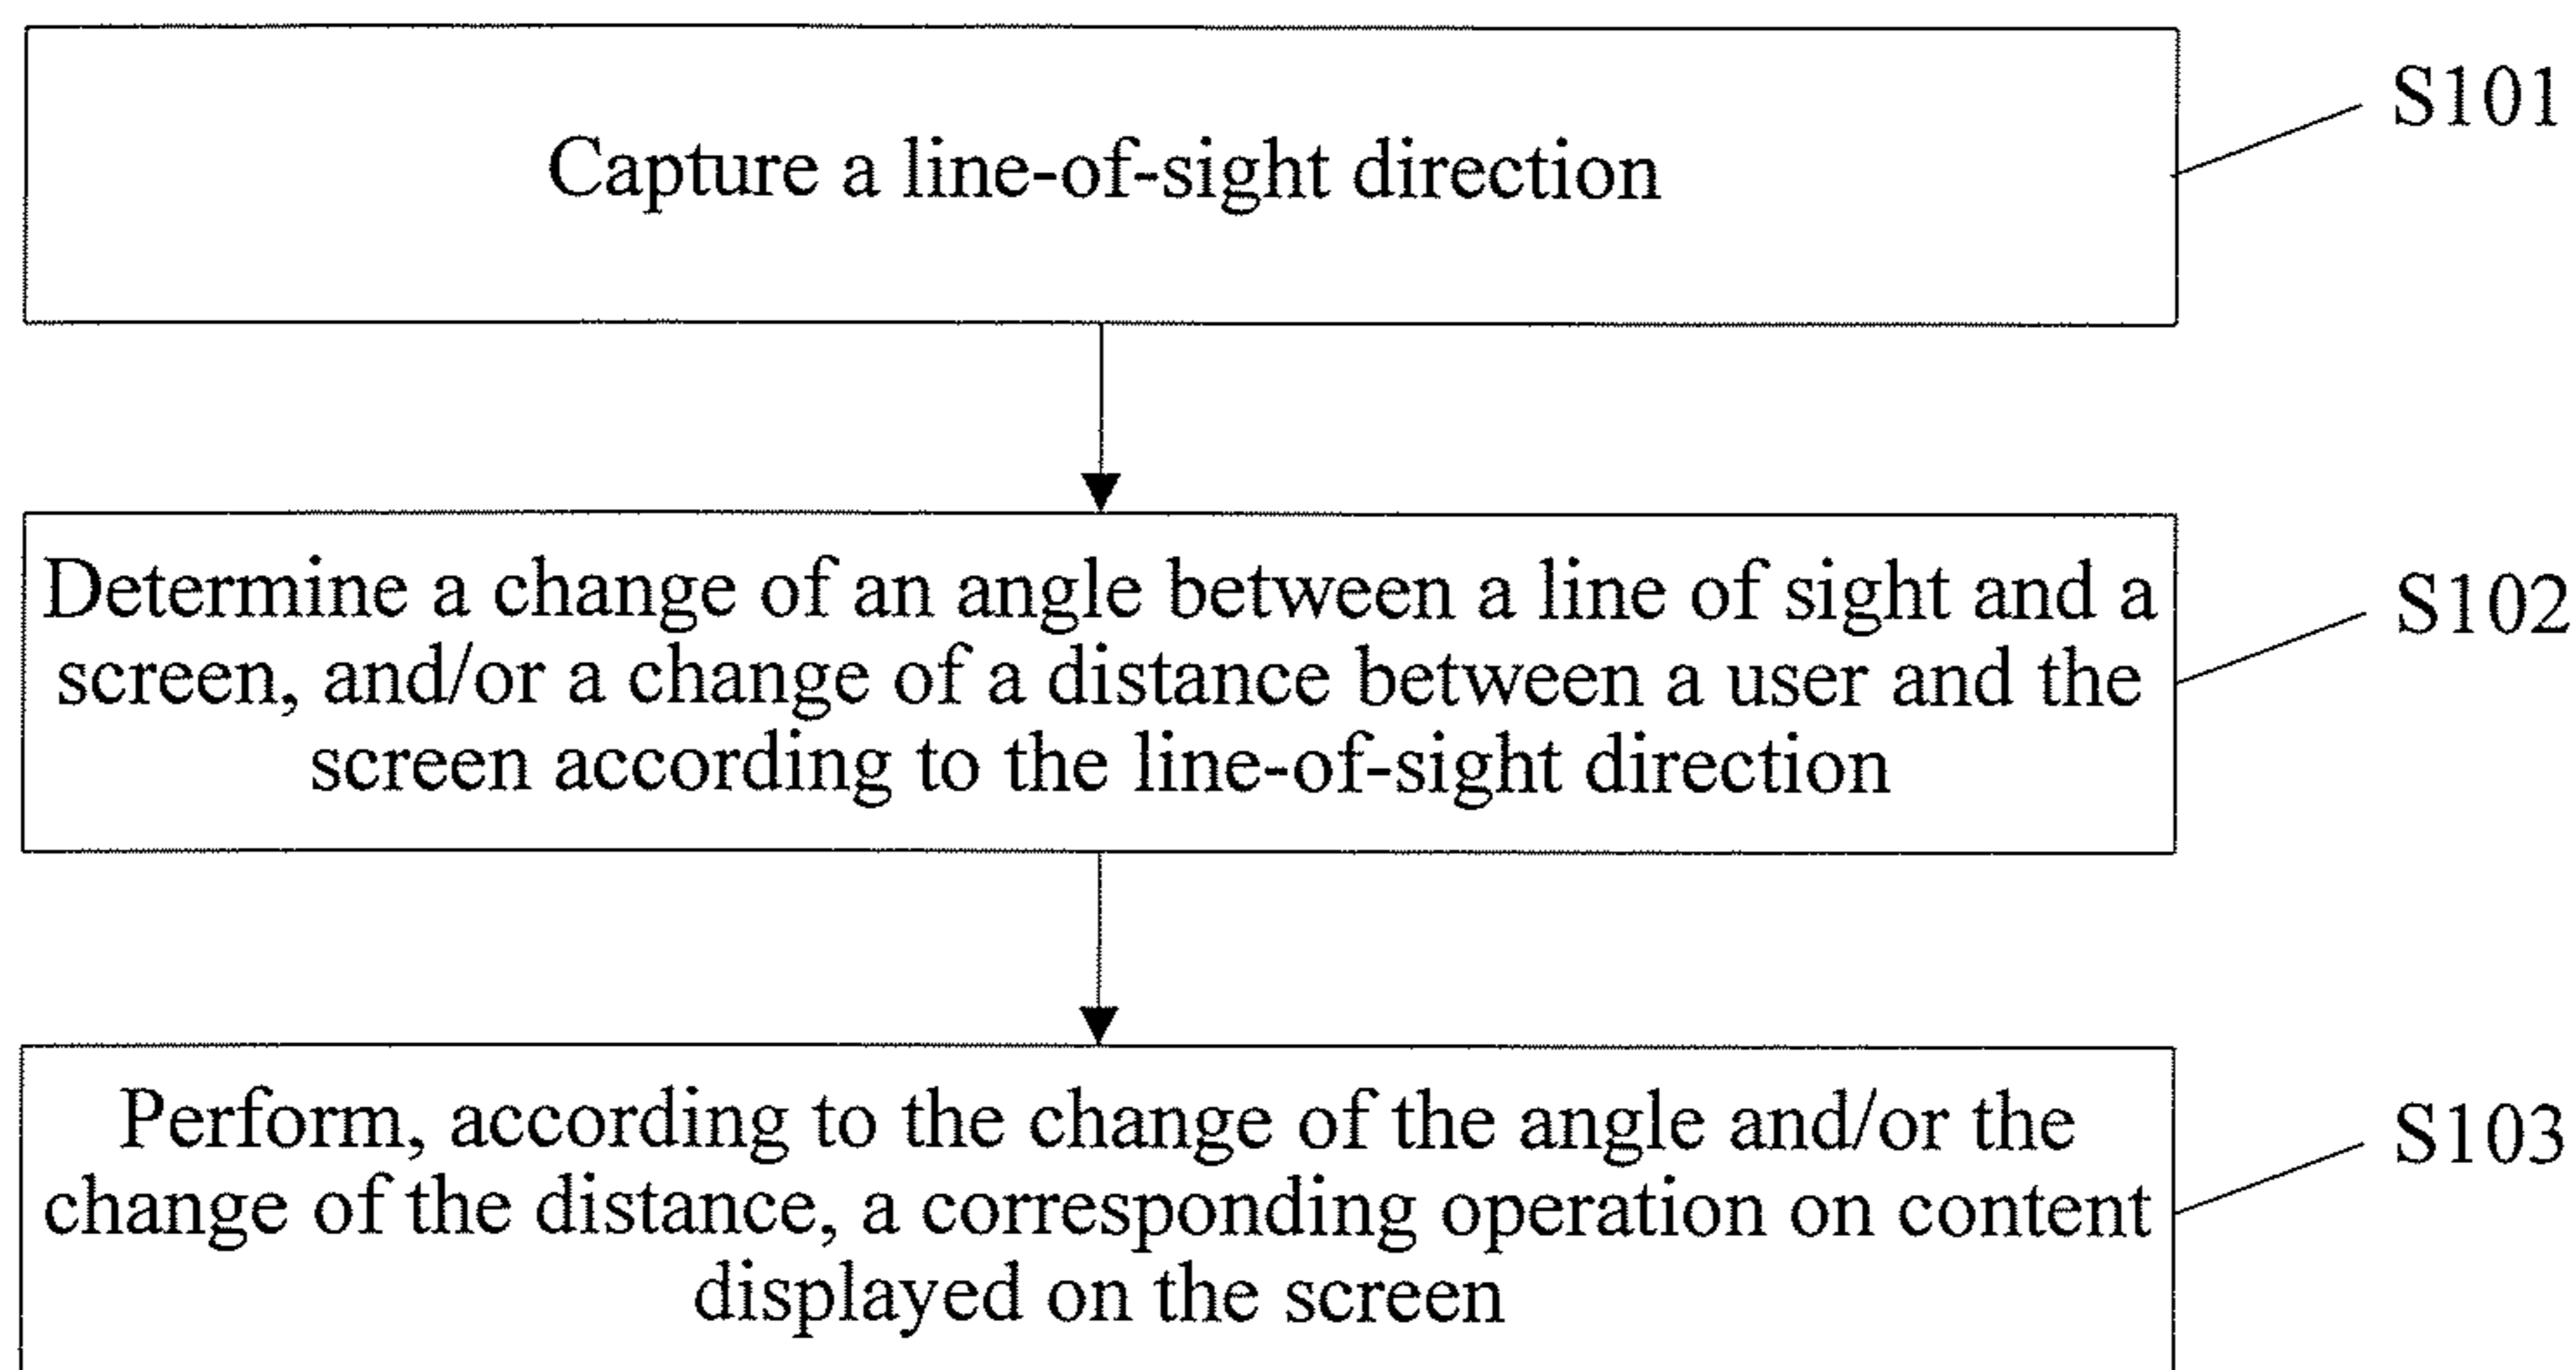 Capture a line-of-sight direction
S101
Determine a change of an angle between a line of sight and a
screen, and/or a change of a distance between a user and the
screen according to the line-of-sight direction
S102
Perform, according to the change of the angle and/or the
change of the distance, a corresponding operation on content
displayed on the screen
S103